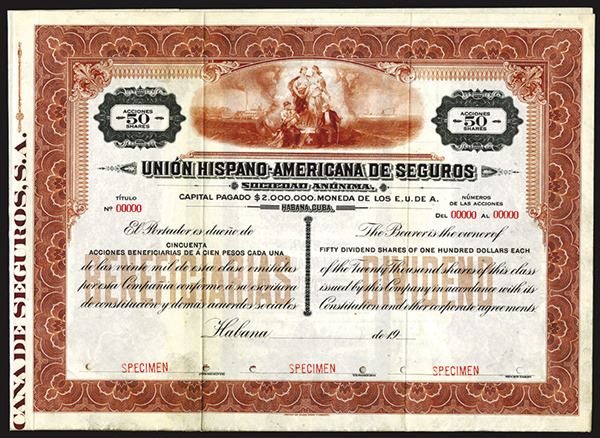 CANA DE SEGUROS, S.A.
ACCIONES
50
SHARES
ACCIONES
50
SHARES
UNIÓN HISPANO-AMERICANA DE SEGUROS
SOCIEDAD ANÓNIMA.
CAPITAL PAGADO $2.000.000. MONEDA DE LOS E.U. DE A.
HABANA, CUBA.
TÍTULO
Nº 00000
NÚMEROS
DE LAS ACCIONES
DEL 00000 AL 00000
El Portador es dueño de
CINCUENTA
ACCIONES BENEFICIARIAS DE Á CIEN PESOS CADA UNA
de las veinte mil de esta clase emitidas
por esta Compañía conforme á su escritura
de constitución y demás acuerdos sociales
The Bearer is the owner of
FIFTY DIVIDEND SHARES OF ONE HUNDRED DOLLARS EACH
of the Twenty Thousand shares of this class
issued by this Company in accordance with its
Constitution and other corporate agreements.
DIVIDEND
Habana de 19
SPECIMEN
SPECIMEN
SPECIMEN